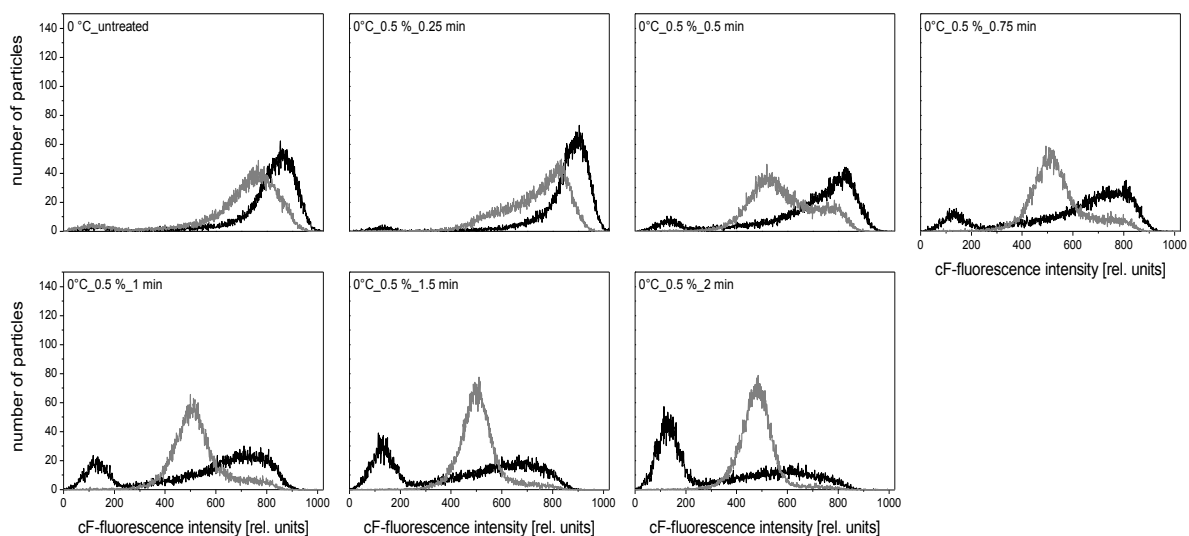 150
120
90
60
40
20
0
number of particles
0 °C_untreated
0°C_0.5 %_0.25 min
0°C_0.5 %_0.5 min
0°C_0.5 %_0.75 min
0 200 400 600 800 1000
cF-fluorescence intensity [rel. units]
140
120
100
80
60
40
20
0
number of particles
0°C_0.5 %_1 min
0°C_0.5 %_1.5 min
0°C_0.5 %_2 min
0 200 400 600 800 1000
0 200 400 600 800 1000
0 200 400 600 800 1000
cF-fluorescence intensity [rel. units]
cF-fluorescence intensity [rel. units]
cF-fluorescence intensity [rel. units]